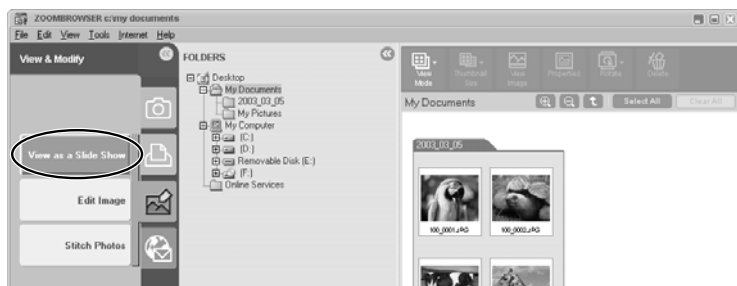 ZOOMBROWSER c:\my documents
File Edit View Tools Internet Help
View & Modify
View as a Slide Show
Edit Image
Stitch Photos
FOLDERS
Desktop
My Documents
2003_03_05
My Pictures
My Computer
(C:)
(D:)
Removable Disk (E:)
(F:)
Online Services
View Mode
Thumbnail Size
View Image
Properties
Rotate
Delete
My Documents
Select All
Clear All
2003_03_05
100_0001.JPG
100_0002.JPG